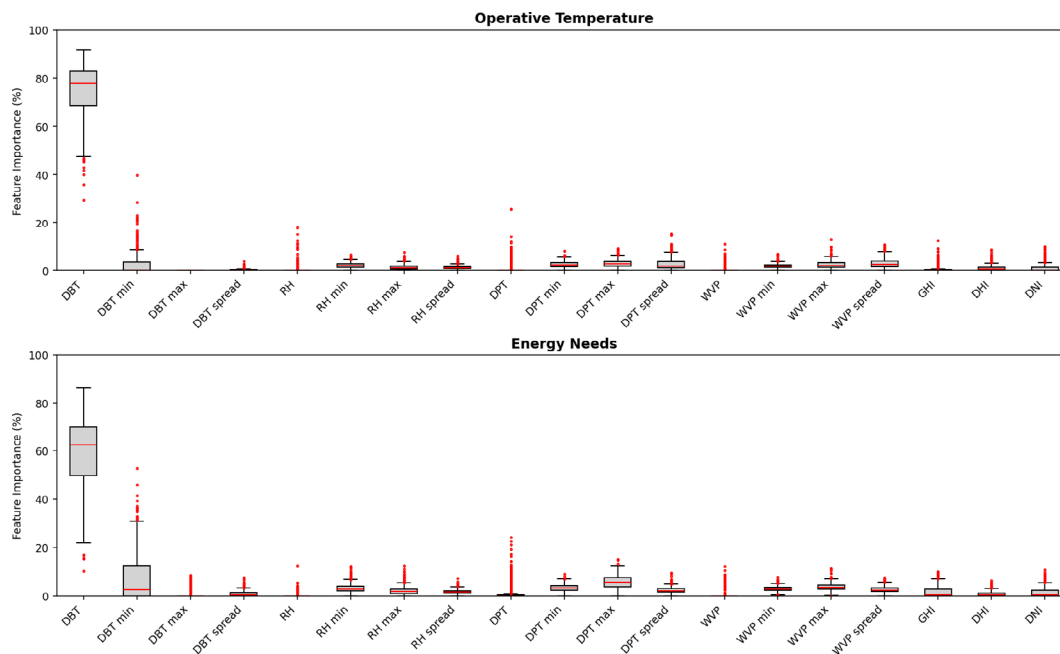 Operative Temperature
Feature Importance (%)
100
80
60
40
20
0
DBT
DBT min
DBT max
DBT spread
RH
RH min
RH max
RH spread
DPT
DPT min
DPT max
DPT spread
WVP
WVP min
WVP max
WVP spread
GHI
DHI
DNI
Energy Needs
Feature Importance (%)
100
80
60
40
20
0
DBT
DBT min
DBT max
DBT spread
RH
RH min
RH max
RH spread
DPT
DPT min
DPT max
DPT spread
WVP
WVP min
WVP max
WVP spread
GHI
DHI
DNI